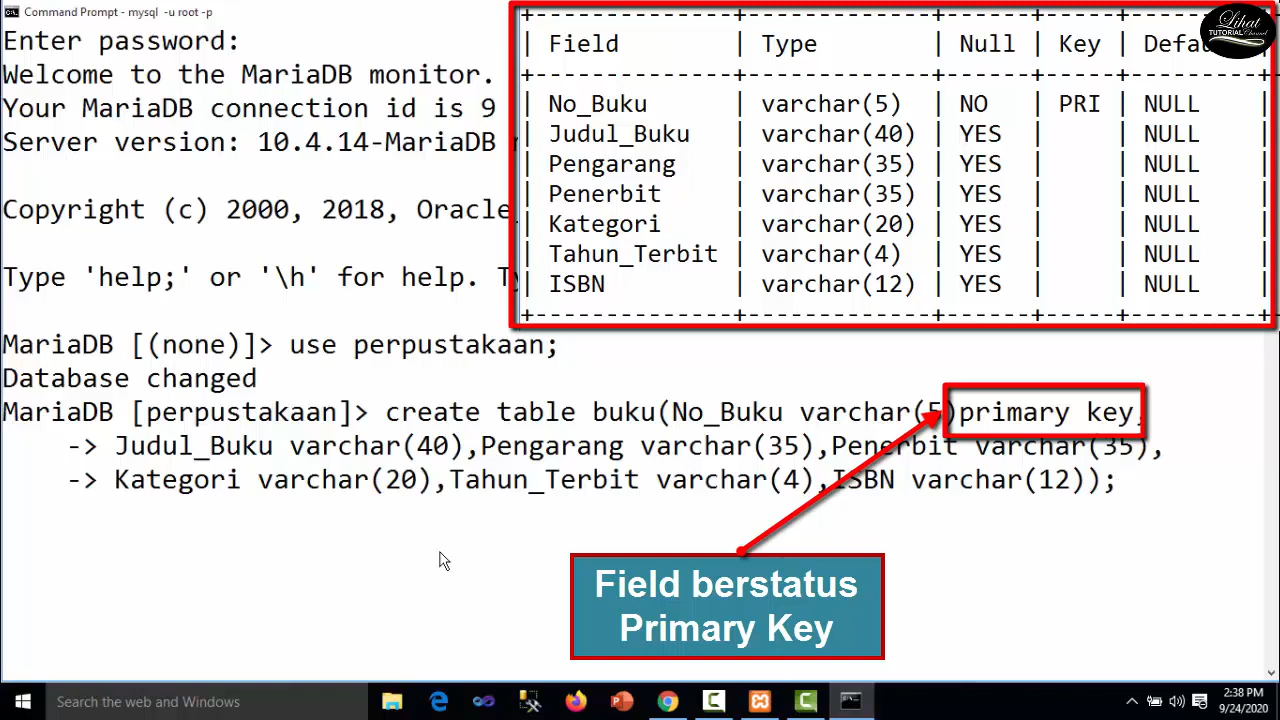 Command Prompt - mysql -u root -p
Enter password:
Welcome to the MariaDB monitor.
Your MariaDB connection id is 9
Server version: 10.4.14-MariaDB
Copyright (c) 2000, 2018, Oracle
Type 'help;' or '\h' for help.
MariaDB [(none)]> use perpustakaan;
Database changed
MariaDB [perpustakaan]> create table buku(No_Buku varchar(5)primary key,
-> Judul_Buku varchar(40),Pengarang varchar(35),Penerbit varchar(35),
-> Kategori varchar(20),Tahun_Terbit varchar(4),ISBN varchar(12));
+--------------+-------------+------+-----+---------+
| Field | Type | Null | Key | Defa
+--------------+-------------+------+-----+---------+
| No_Buku | varchar(5) | NO | PRI | NULL |
| Judul_Buku | varchar(40) | YES | | NULL |
| Pengarang | varchar(35) | YES | | NULL |
| Penerbit | varchar(35) | YES | | NULL |
| Kategori | varchar(20) | YES | | NULL |
| Tahun_Terbit | varchar(4) | YES | | NULL |
| ISBN | varchar(12) | YES | | NULL |
+--------------+-------------+------+-----+---------+
Lihat
TUTORIAL Channel
Field berstatus
Primary Key
Search the web and Windows
2:38 PM
9/24/2020